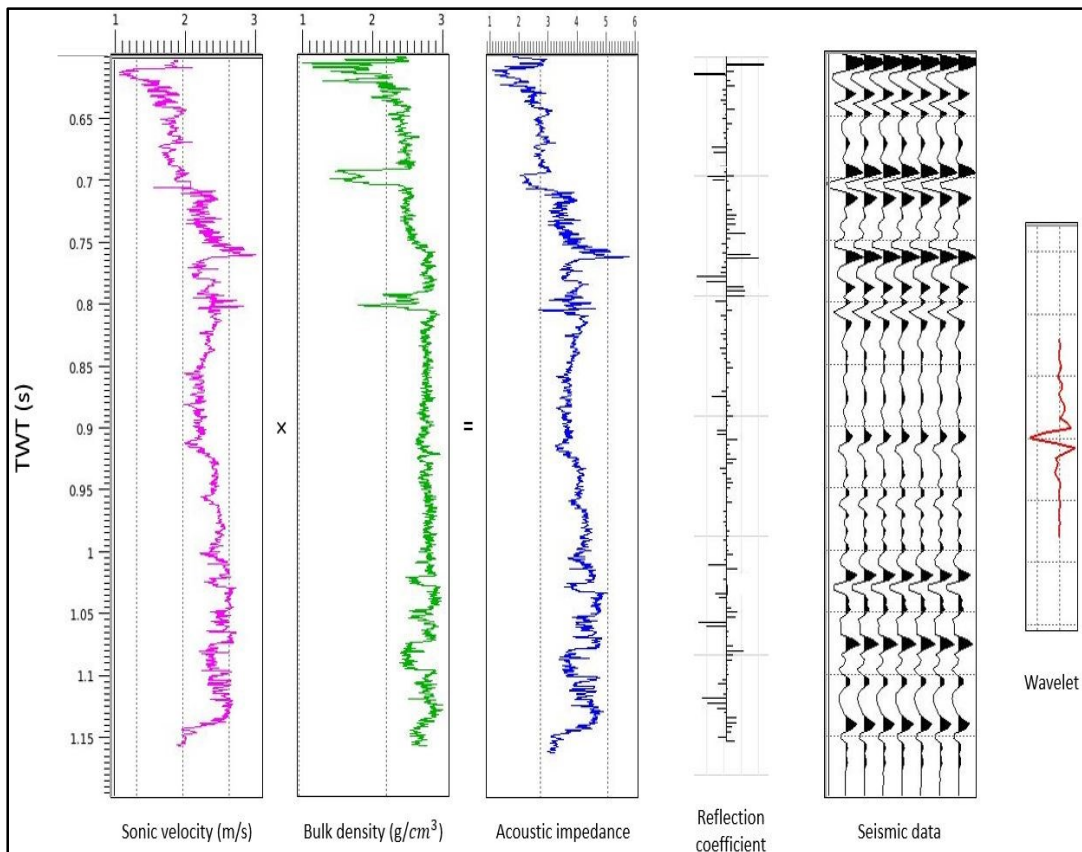 1 2 3
1 2 3
1 2 3 4 5 6
0.65
0.7
0.75
0.8
0.85
0.9
0.95
1
1.05
1.1
1.15
TWT (s)
x
=
Sonic velocity (m/s)
Bulk density (g/cm³)
Acoustic impedance
Reflection
coefficient
Seismic data
Wavelet